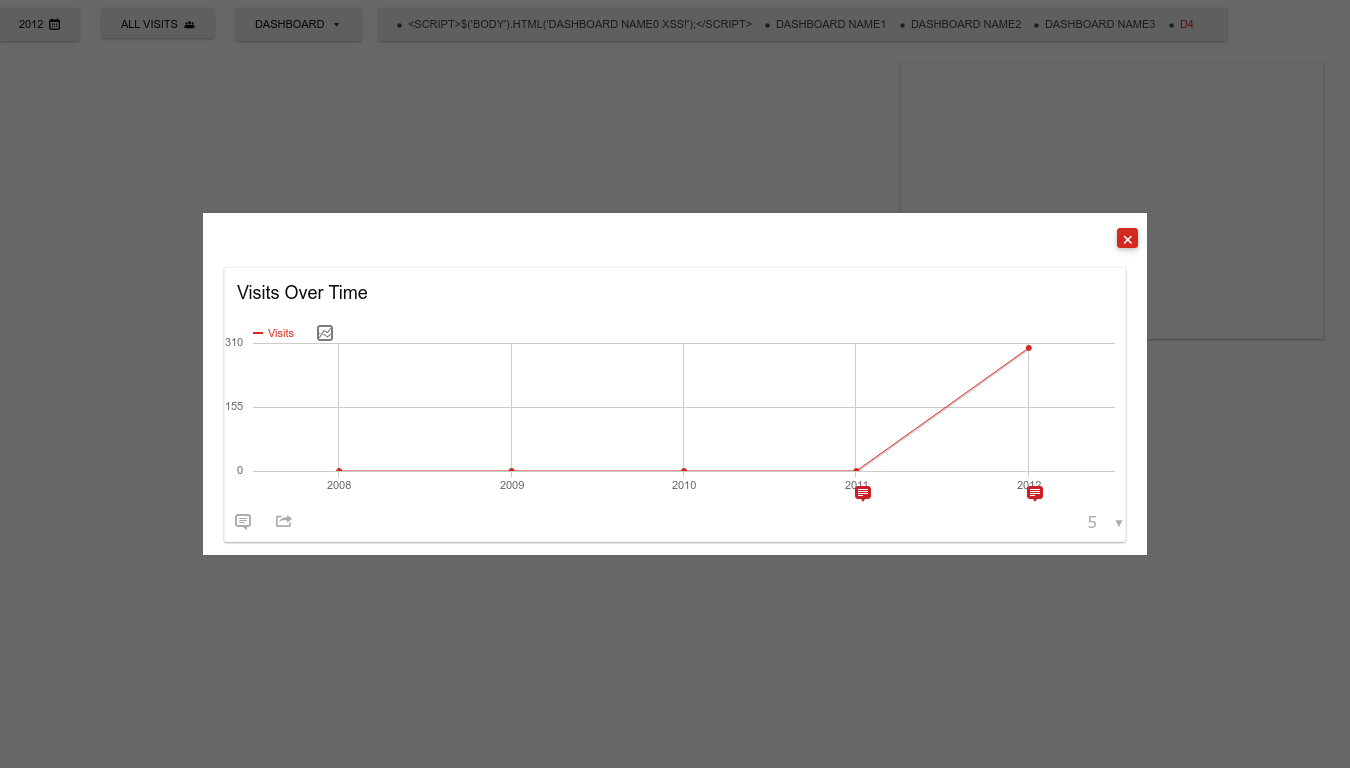 2012 ALL VISITS DASHBOARD <SCRIPT>$('BODY').HTML('DASHBOARD NAME0 XSS!');</SCRIPT> DASHBOARD NAME1 DASHBOARD NAME2 DASHBOARD NAME3 D4
Visits Over Time
Visits
310
155
0
2008 2009 2010 2011 2012
5